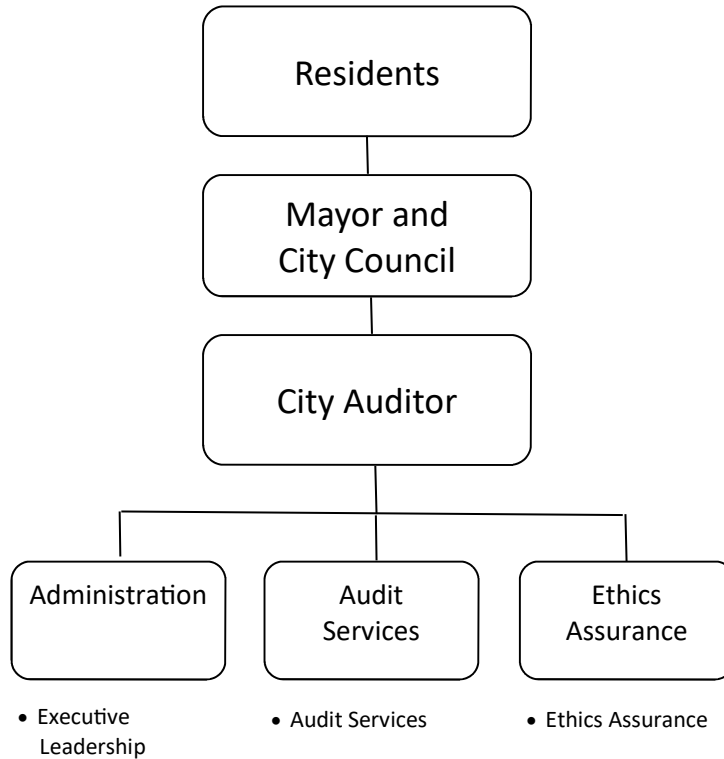 Residents
Mayor and
City Council
City Auditor
Administration
Audit
Services
Ethics
Assurance
• Executive
Leadership
• Audit Services
• Ethics Assurance